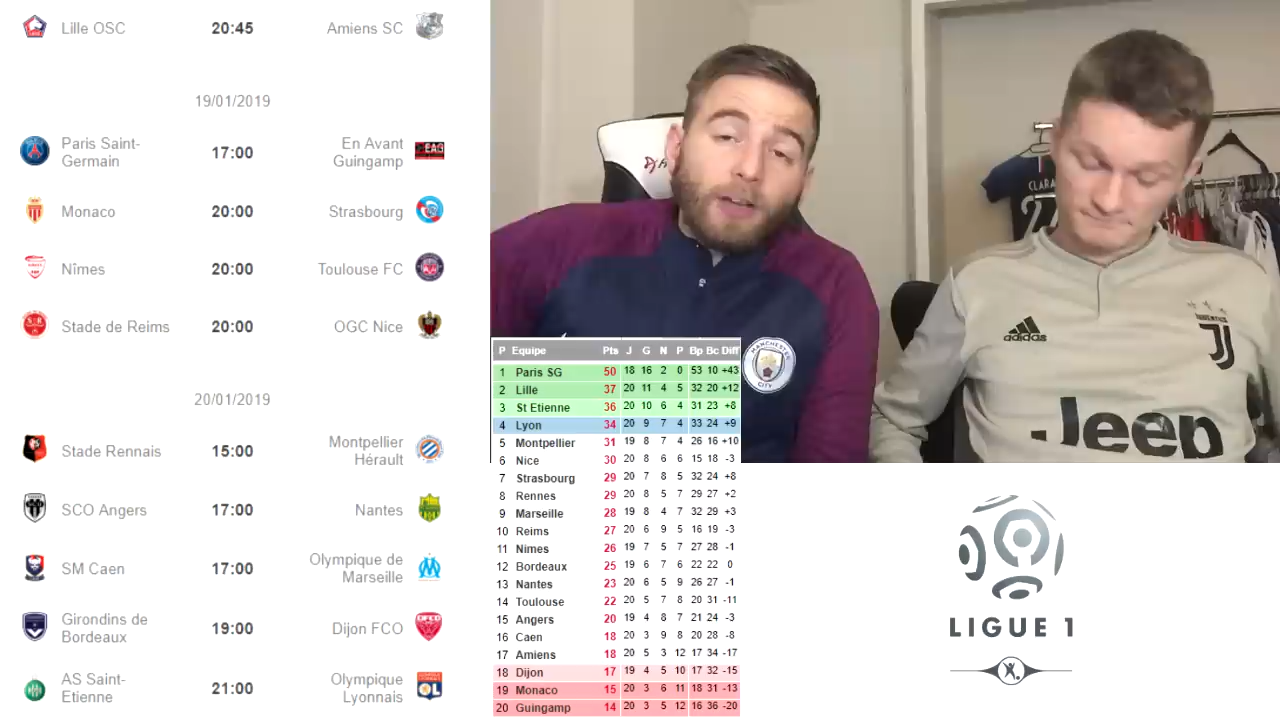 Lille OSC 20:45 Amiens SC
19/01/2019
Paris Saint-
Germain 17:00 En Avant
Guingamp
Monaco 20:00 Strasbourg
Nîmes 20:00 Toulouse FC
Stade de Reims 20:00 OGC Nice
20/01/2019
Stade Rennais 15:00 Montpellier
Hérault
SCO Angers 17:00 Nantes
SM Caen 17:00 Olympique de
Marseille
Girondins de
Bordeaux 19:00 Dijon FCO
AS Saint-
Etienne 21:00 Olympique
Lyonnais
P Equipe Pts J G N P Bp Bc Diff
1 Paris SG 50 18 16 2 0 53 10 +43
2 Lille 37 20 11 4 5 32 20 +12
3 St Etienne 36 20 10 6 4 31 23 +8
4 Lyon 34 20 9 7 4 33 24 +9
5 Montpellier 31 19 8 7 4 26 16 +10
6 Nice 30 20 8 6 6 15 18 -3
7 Strasbourg 29 20 7 8 5 32 24 +8
8 Rennes 29 20 8 5 7 29 27 +2
9 Marseille 28 19 8 4 7 32 29 +3
10 Reims 27 20 6 9 5 16 19 -3
11 Nimes 26 19 7 5 7 27 28 -1
12 Bordeaux 25 19 6 7 6 22 22 0
13 Nantes 23 20 6 5 9 26 27 -1
14 Toulouse 22 20 5 7 8 20 31 -11
15 Angers 20 19 4 8 7 21 24 -3
16 Caen 18 20 3 9 8 20 28 -8
17 Amiens 18 20 5 3 12 17 34 -17
18 Dijon 17 19 4 5 10 17 32 -15
19 Monaco 15 20 3 6 11 18 31 -13
20 Guingamp 14 20 3 5 12 16 36 -20
MANCHESTER
CITY
CLARA
27
adidas
JUVENTUS
Jeep
LIGUE 1